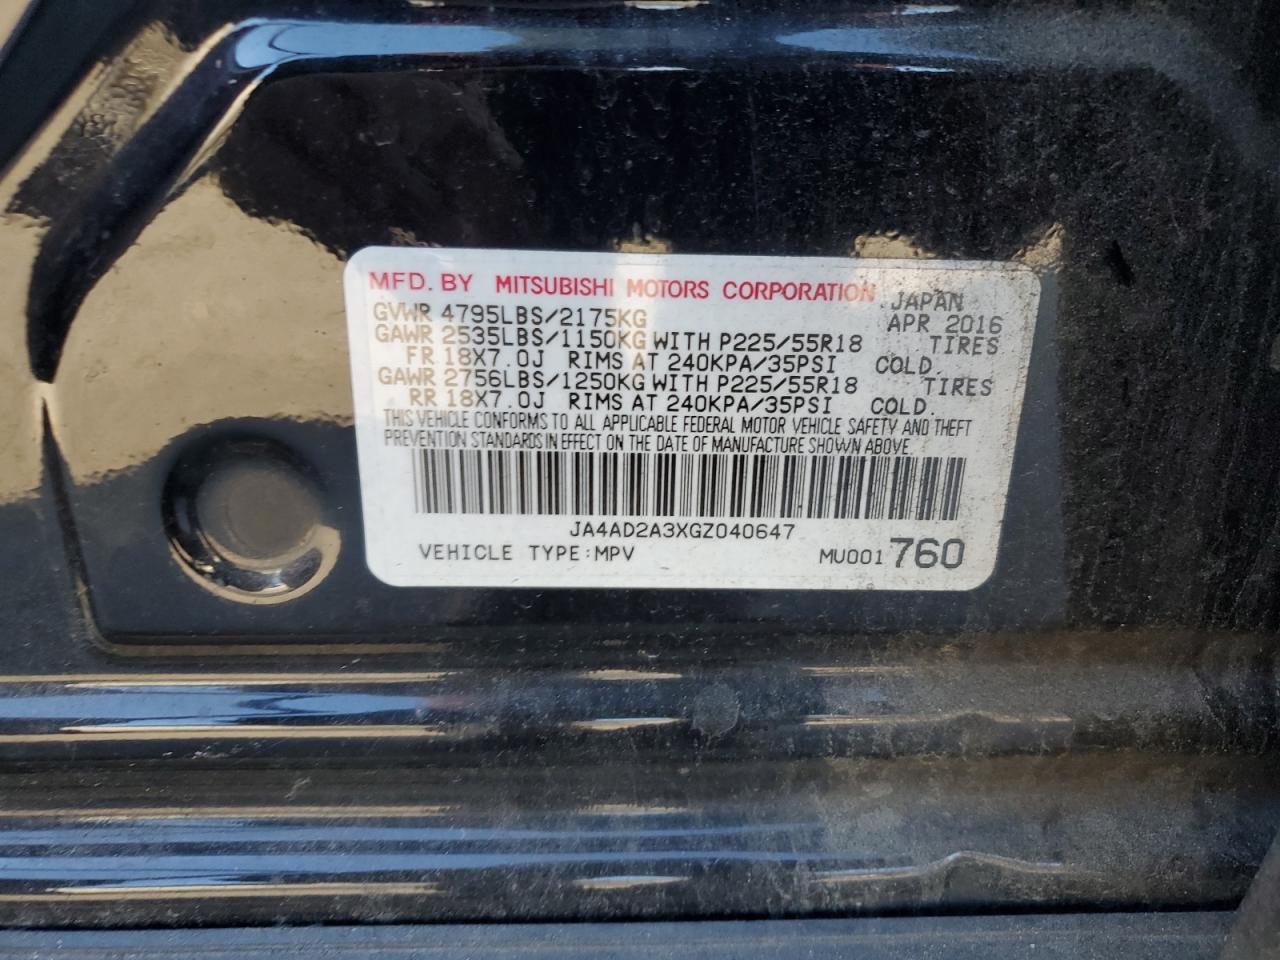 MFD. BY MITSUBISHI MOTORS CORPORATION JAPAN
GVWR 4795LBS/2175KG APR 2016
GAWR 2535LBS/1150KG WITH P225/55R18 TIRES
FR 18X7.0J RIMS AT 240KPA/35PSI COLD.
GAWR 2756LBS/1250KG WITH P225/55R18 TIRES
RR 18X7.0J RIMS AT 240KPA/35PSI COLD.
THIS VEHICLE CONFORMS TO ALL APPLICABLE FEDERAL MOTOR VEHICLE SAFETY AND THEFT
PREVENTION STANDARDS IN EFFECT ON THE DATE OF MANUFACTURE SHOWN ABOVE.
JA4AD2A3XGZ040647
VEHICLE TYPE:MPV MU001760